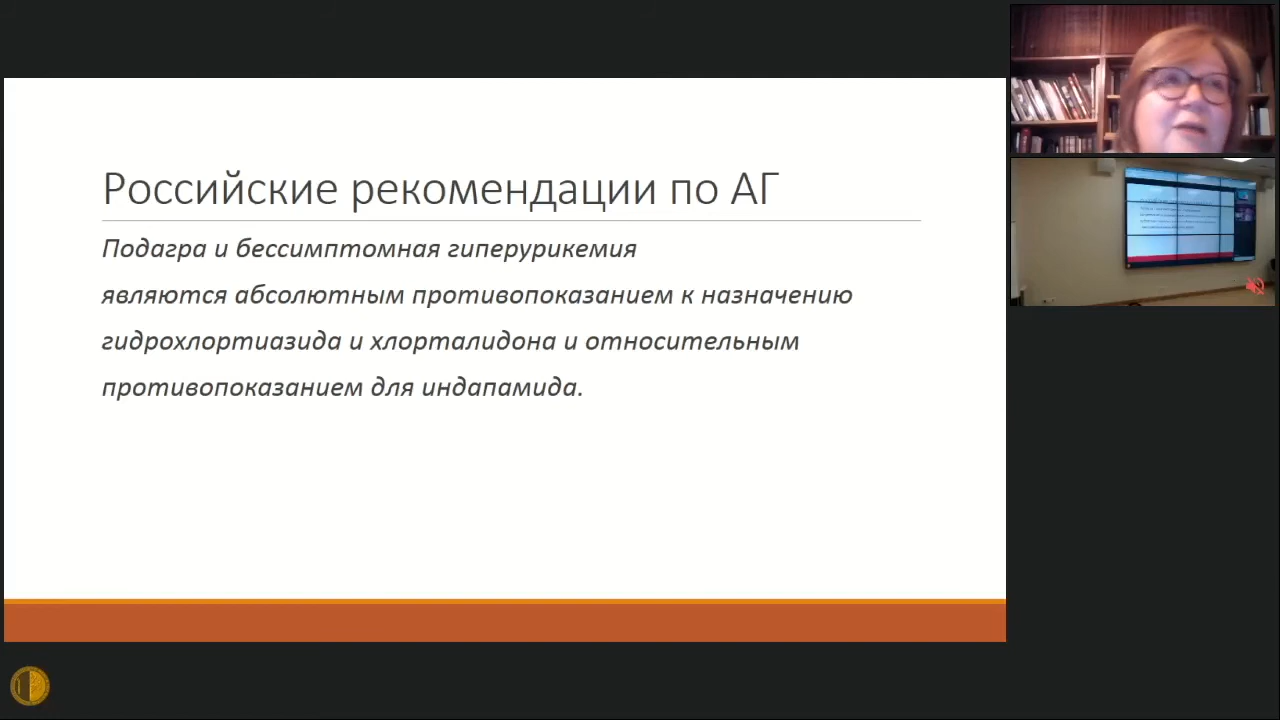 Российские рекомендации по АГ
Подагра и бессимптомная гиперурикемия
являются абсолютным противопоказанием к назначению
гидрохлортиазида и хлорталидона и относительным
противопоказанием для индапамида.